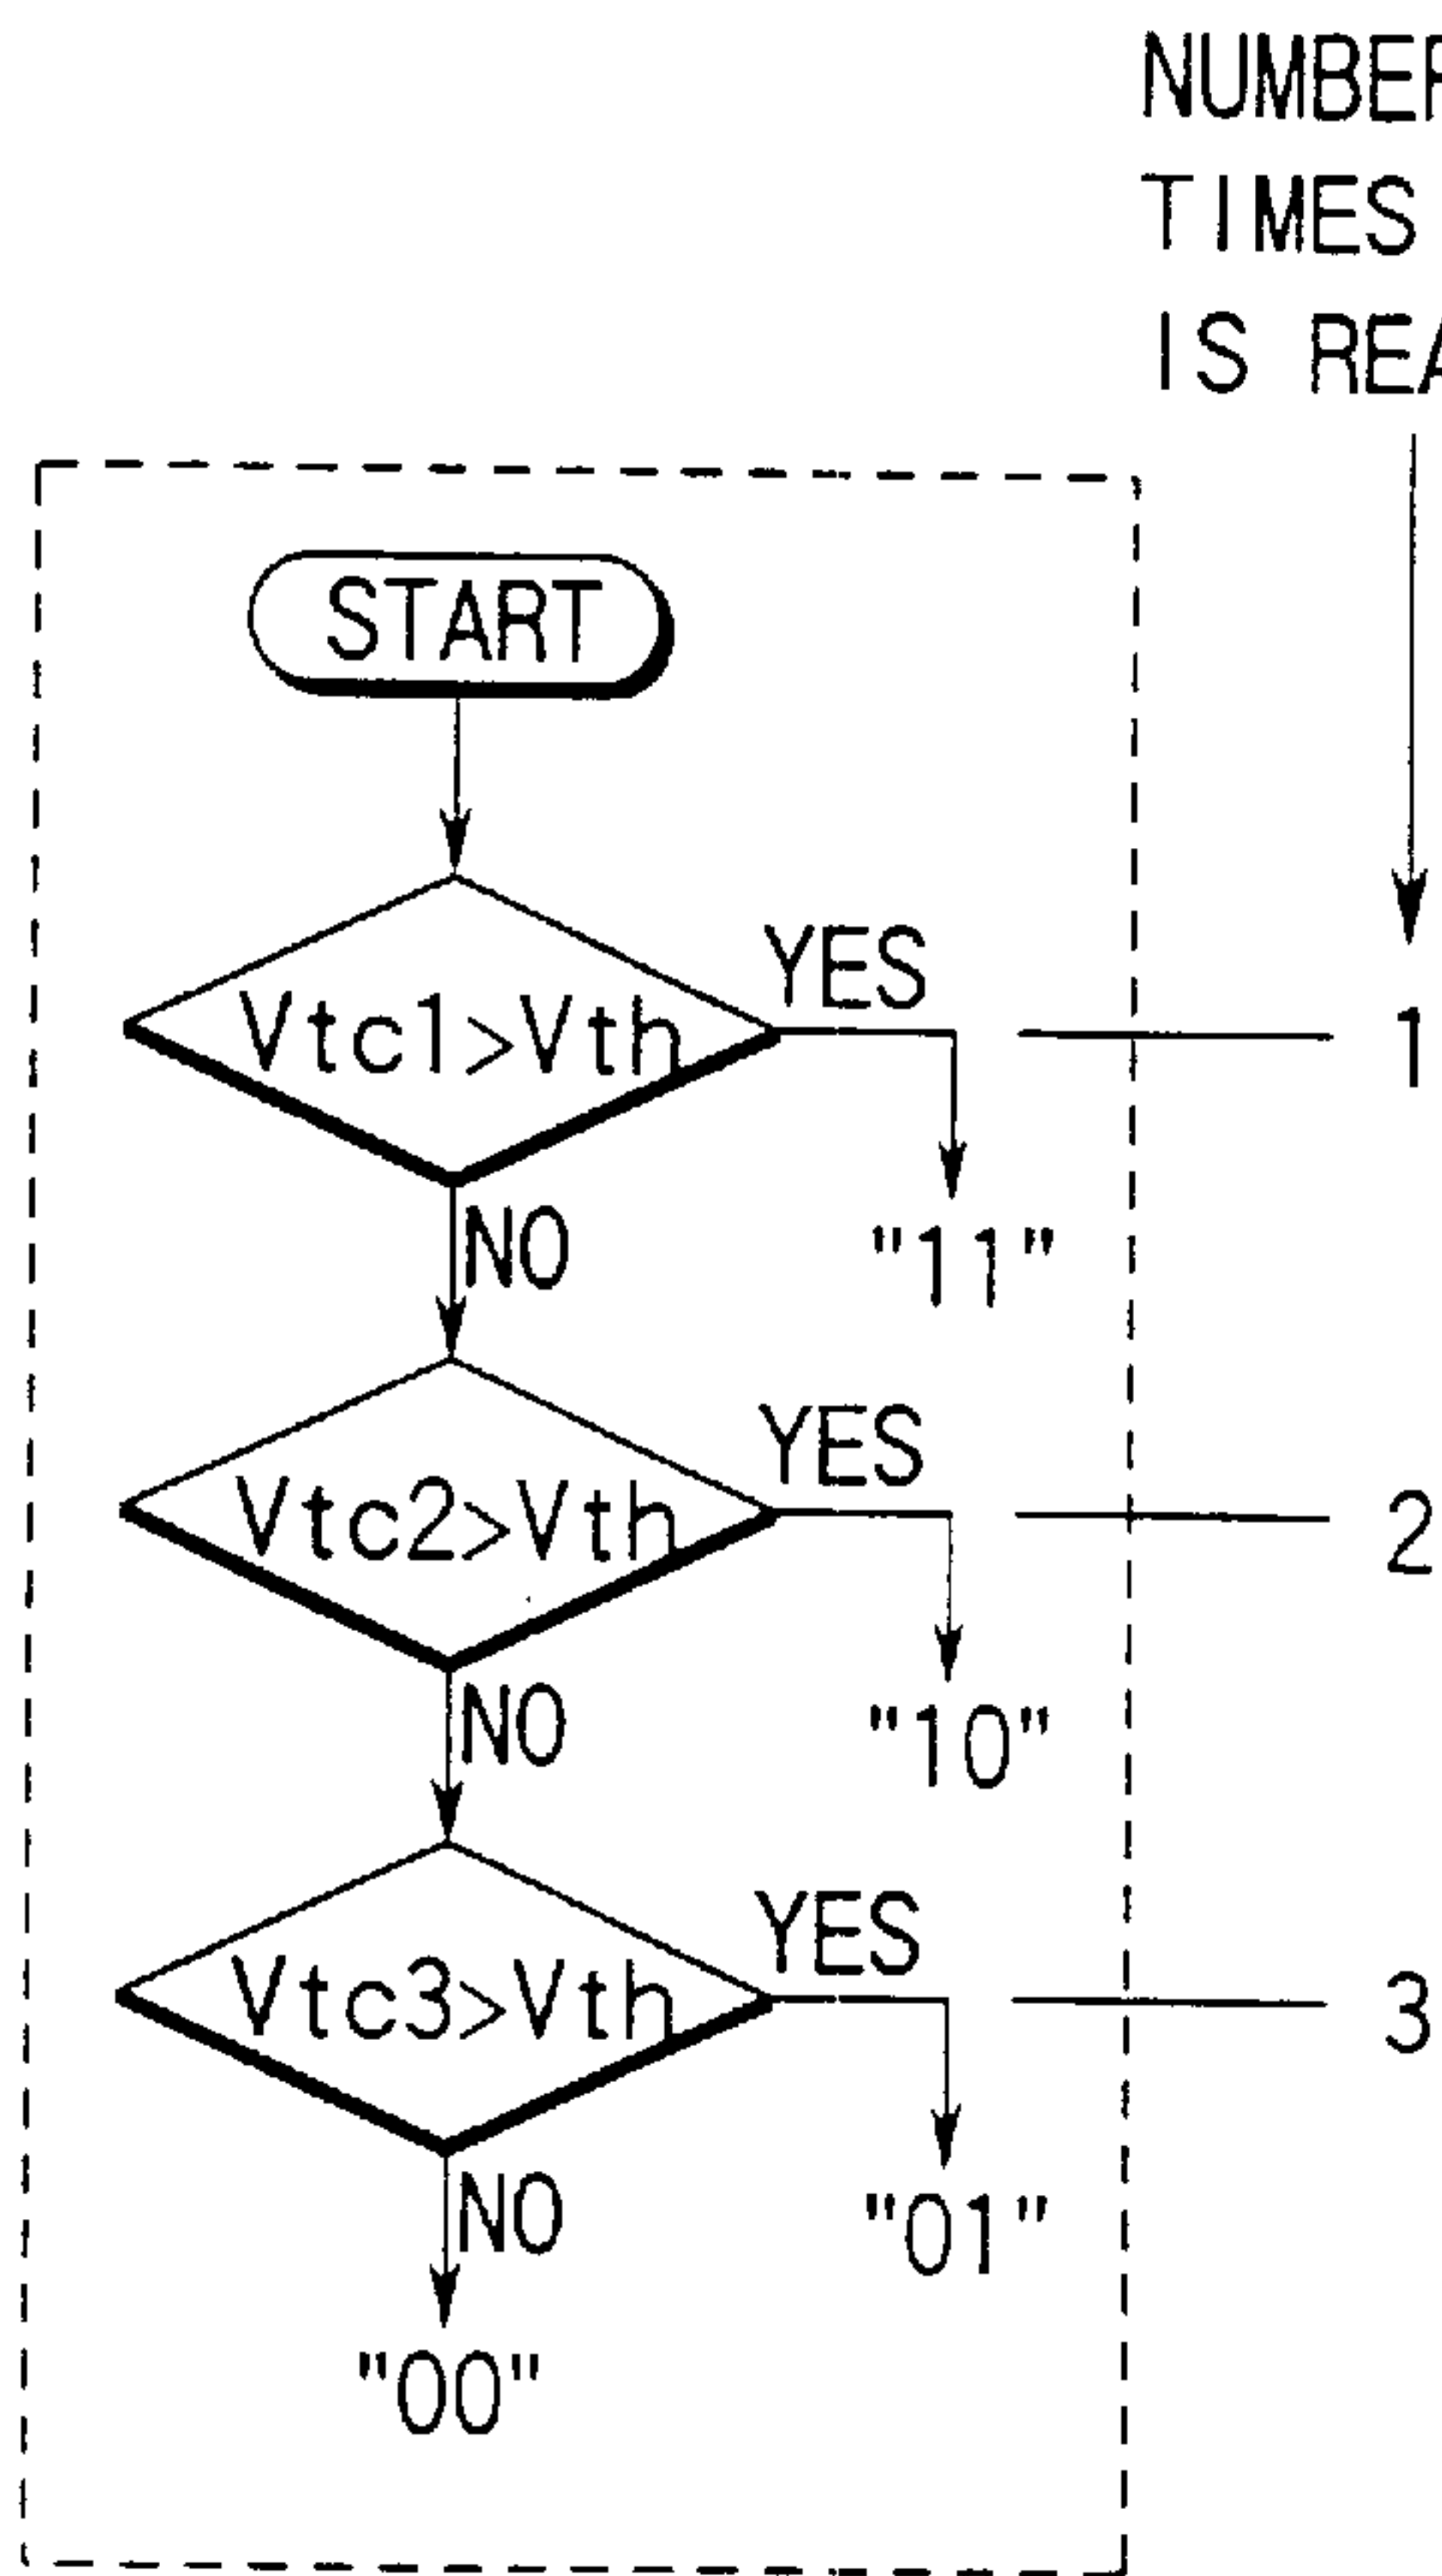 NUMBER
TIMES
IS REA
START
Vtc1>Vth
YES
1
"11"
NO
Vtc2>Vth
YES
2
"10"
NO
Vtc3>Vth
YES
3
"01"
NO
"00"